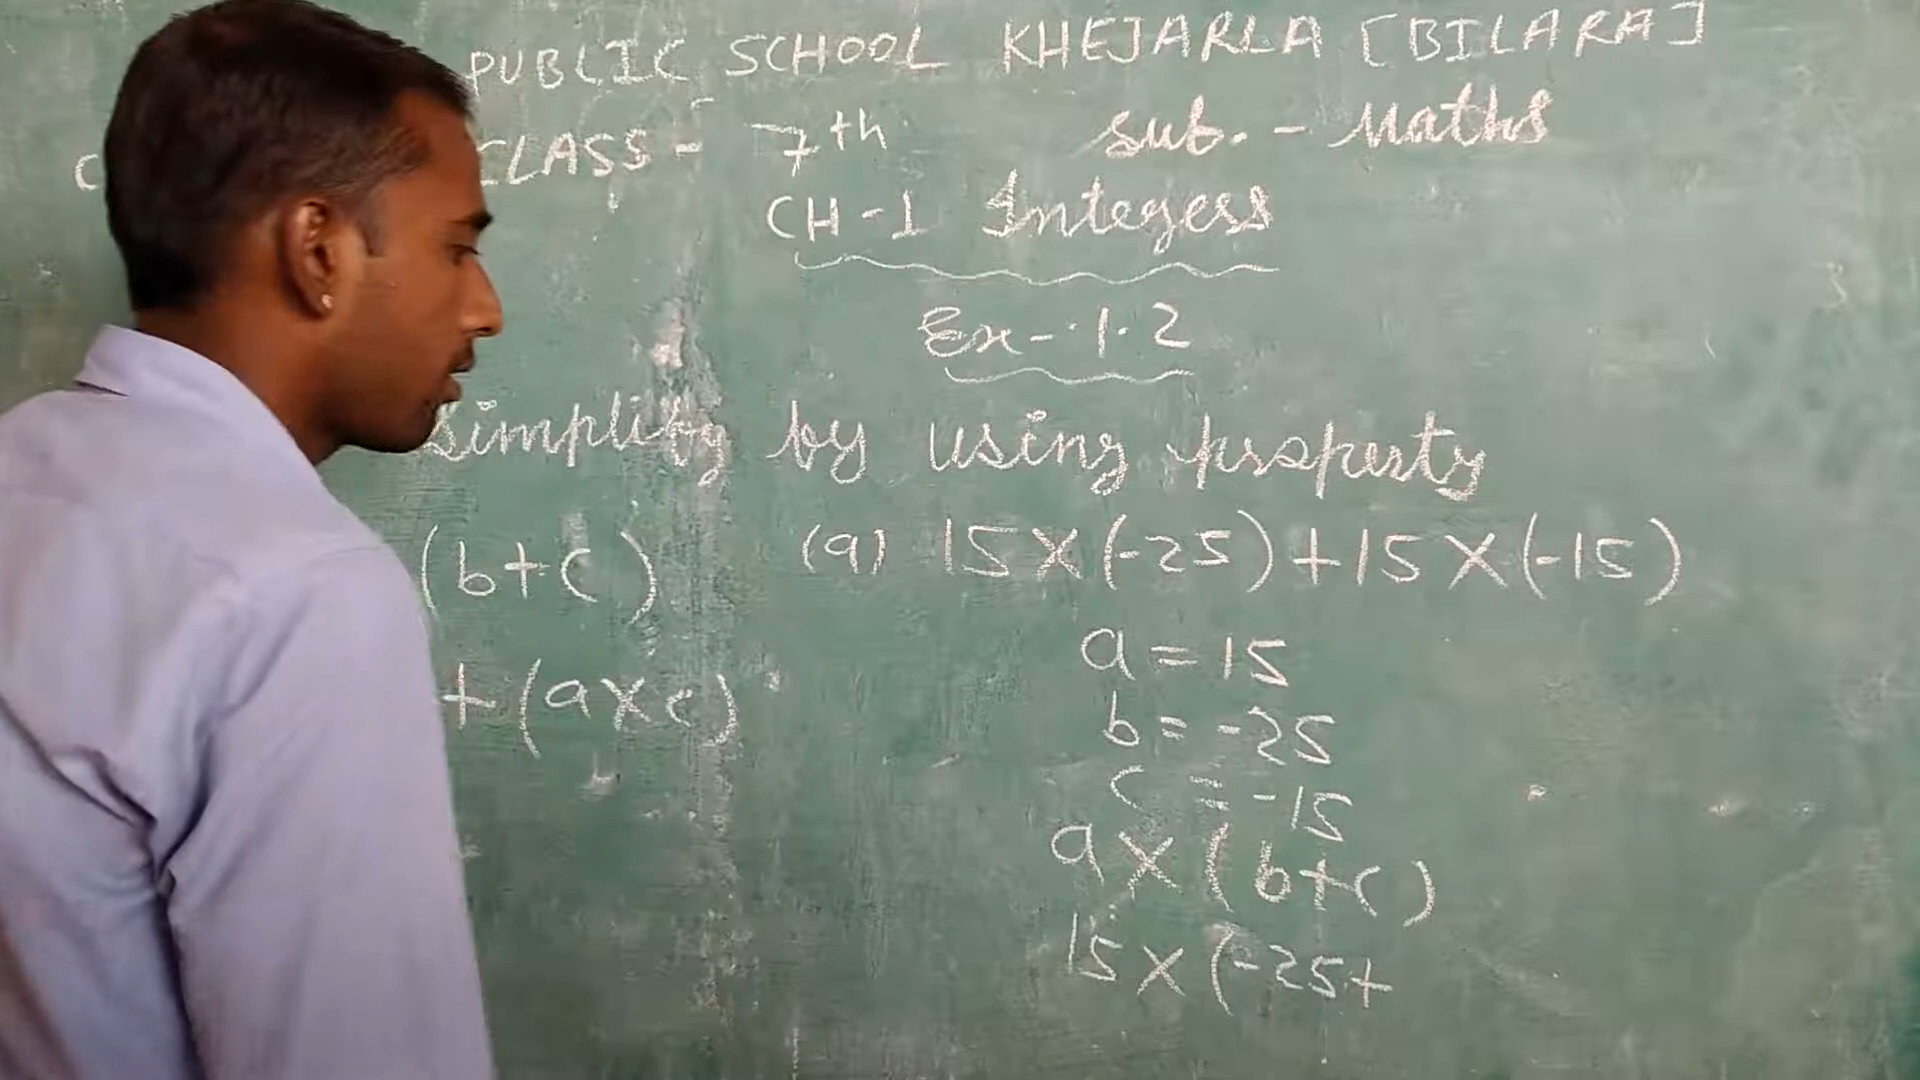 PUBLIC SCHOOL KHEJARLA [BILARA]
CLASS - 7th sub. - Maths
CH-1 Integers
Ex-1.2
Simplify by using property
(b+c) (a) 15×(-25)+15×(-15)
a = 15
+(a×c)
b = -25
c = -15
a×(b+c)
15×(-25+